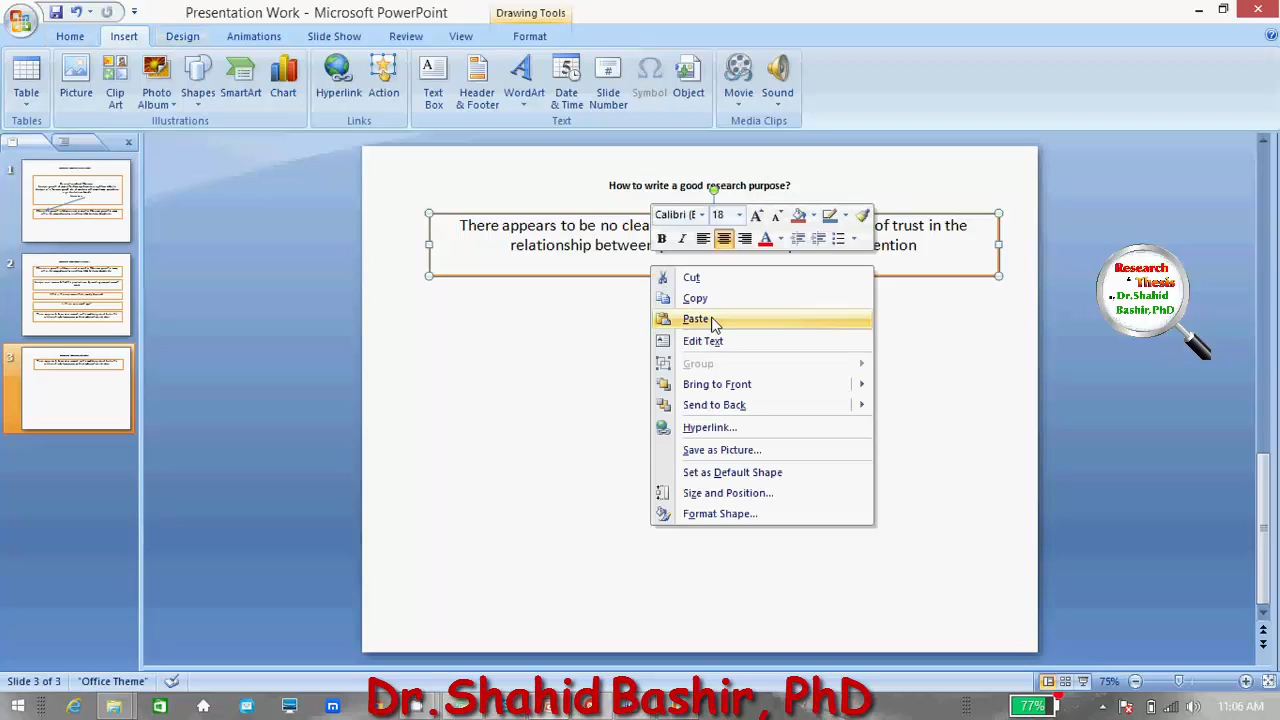 Presentation Work - Microsoft PowerPoint
Drawing Tools
Home Insert Design Animations Slide Show Review View Format
Table Picture Clip Art Photo Album Shapes SmartArt Chart Hyperlink Action Text Box Header & Footer WordArt Date & Time Slide Number Symbol Object Movie Sound
Tables Illustrations Links Text Media Clips
1
2
3
How to write a good research purpose?
There appears to be no clea of trust in the
relationship between ention
Calibri (E 18
B I A
Cut
Copy
Paste
Edit Text
Group
Bring to Front
Send to Back
Hyperlink...
Save as Picture...
Set as Default Shape
Size and Position...
Format Shape...
Research
Thesis
Dr.Shahid
Bashir,PhD
Slide 3 of 3 "Office Theme" 75%
Dr.Shahid Bashir, PhD
77% 11:06 AM